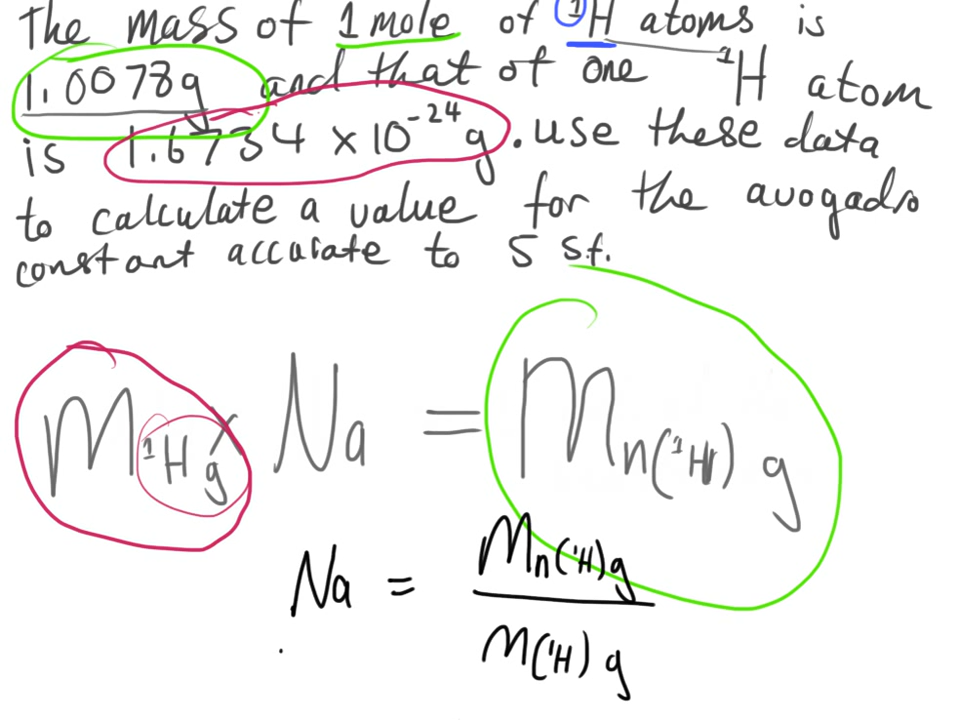 The mass of 1 mole of ¹H atoms is
1.0078g and that of one ¹H atom
is 1.6734 × 10⁻²⁴ g. use these data
to calculate a value for the avogadro
constant accurate to 5 s.f.
m ¹H g × Na = Mn(¹H) g
Na = Mn(¹H)g
m(¹H) g